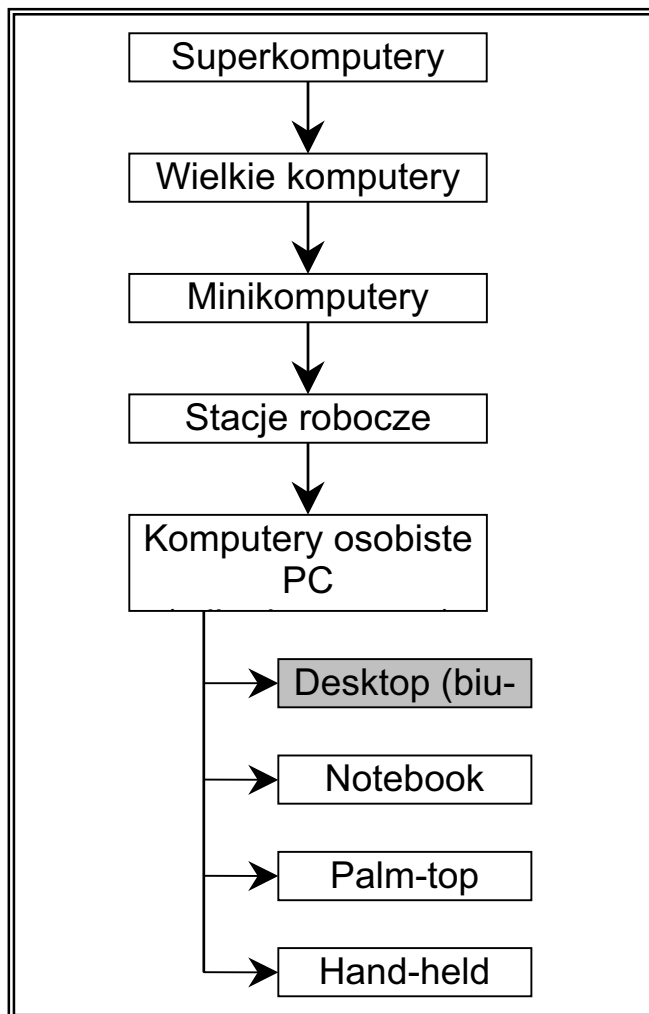 Superkomputery
Wielkie komputery
Minikomputery
Stacje robocze
Komputery osobiste
PC
Desktop (biu-
Notebook
Palm-top
Hand-held